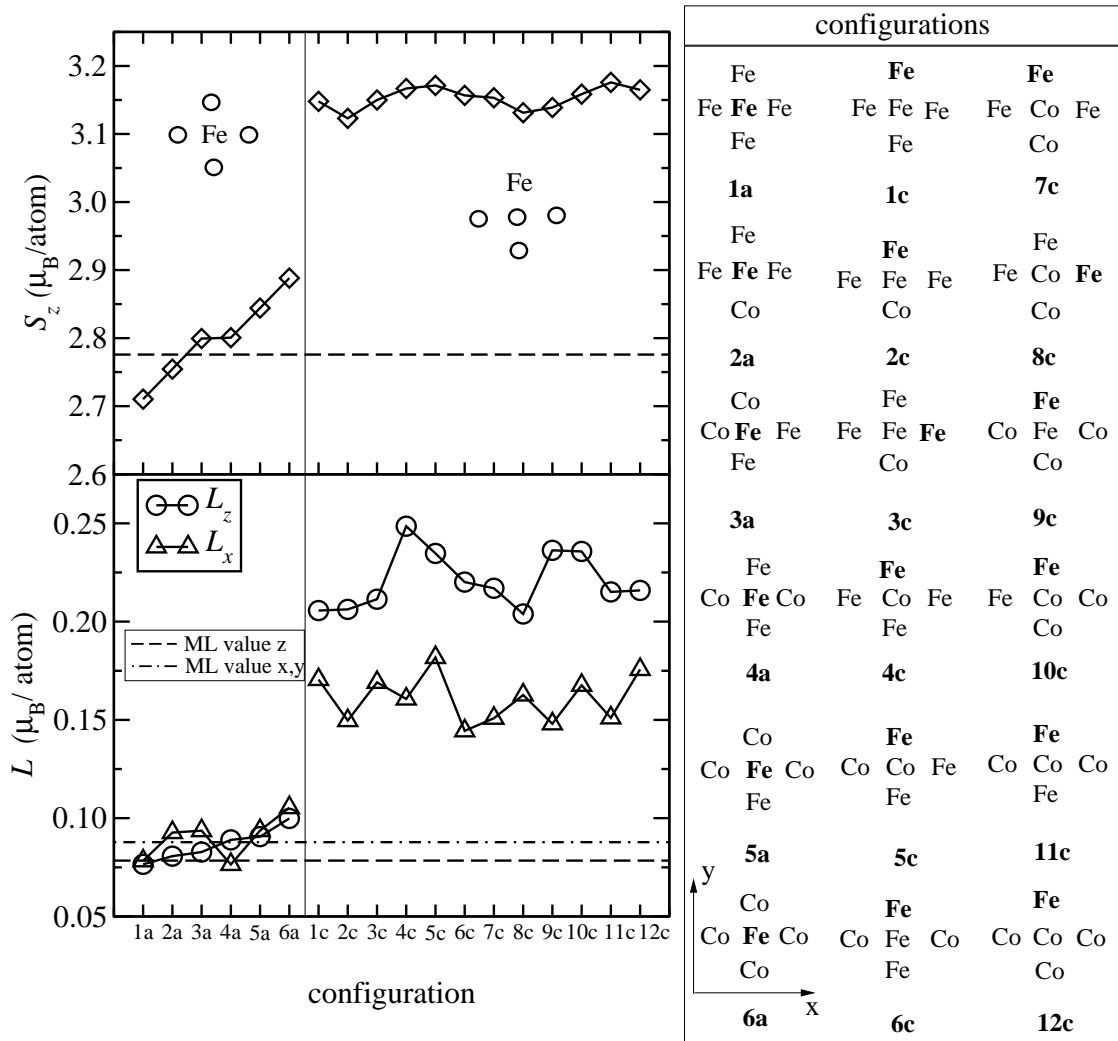 3.2
3.1
3.0
2.9
2.8
2.7
2.6
S_z (μ_B/atom)
Fe
Fe
0.25
0.20
0.15
0.10
0.05
L (μ_B/ atom)
L_z
L_x
ML value z
ML value x,y
1a 2a 3a 4a 5a 6a 1c 2c 3c 4c 5c 6c 7c 8c 9c 10c 11c 12c
configuration
configurations
Fe Fe Fe
Fe Fe Fe Fe Fe Fe Fe Co Fe
Fe Fe Co
1a 1c 7c
Fe Fe Fe
Fe Fe Fe Fe Fe Fe Fe Co Fe
Co Co Co
2a 2c 8c
Co Fe Fe
Co Fe Fe Fe Fe Fe Co Fe Co
Fe Co Co
3a 3c 9c
Fe Fe Fe
Co Fe Co Fe Co Fe Fe Co Co
Fe Fe Co
4a 4c 10c
Co Fe Fe
Co Fe Co Co Co Fe Co Co Co
Fe Fe Fe
5a 5c 11c
y
Co Fe Fe
Co Fe Co Co Fe Co Co Co Co
Co Fe Co
x
6a 6c 12c